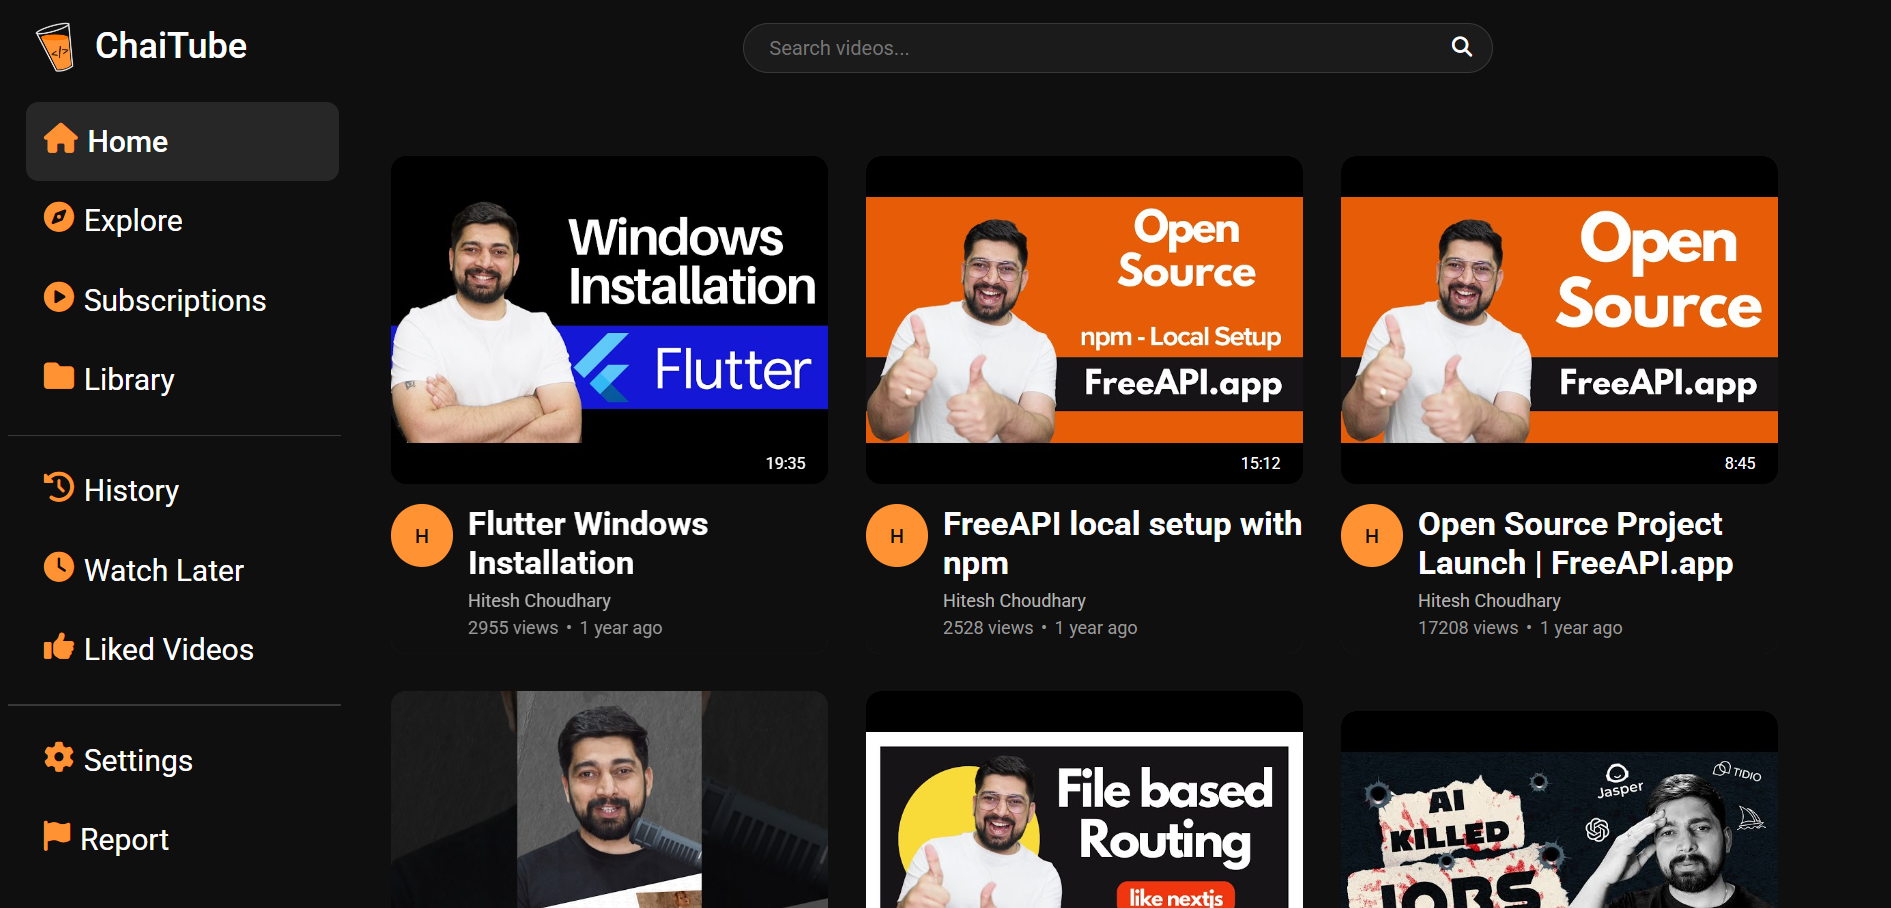 </>
ChaiTube
Search videos...
Home
Explore
Subscriptions
Library
History
Watch Later
Liked Videos
Settings
Report
Windows
Installation
Flutter
19:35
H
Flutter Windows
Installation
Hitesh Choudhary
2955 views • 1 year ago
Open
Source
npm - Local Setup
FreeAPI.app
15:12
H
FreeAPI local setup with
npm
Hitesh Choudhary
2528 views • 1 year ago
Open
Source
FreeAPI.app
8:45
H
Open Source Project
Launch | FreeAPI.app
Hitesh Choudhary
17208 views • 1 year ago
File based
Routing
like nextjs
AI
KILLED
JOBS
Jasper
TIDIO